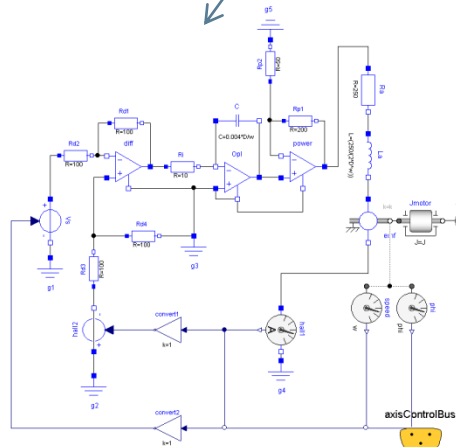 g5
Rp2
R=50
Ra
R=250
Rd1
R=100
C
C=0.004*D/w
Rp1
R=200
La
L=(250/(2*w))
Rd2
R=100
diff
Ri
R=10
OpI
power
Vs
Rd4
R=100
g3
emf
Jmotor
J=J
g1
Rd3
R=100
hall2
convert1
k=1
A
hall1
speed
w
phi
phi
g2
g4
convert2
k=1
axisControlBus